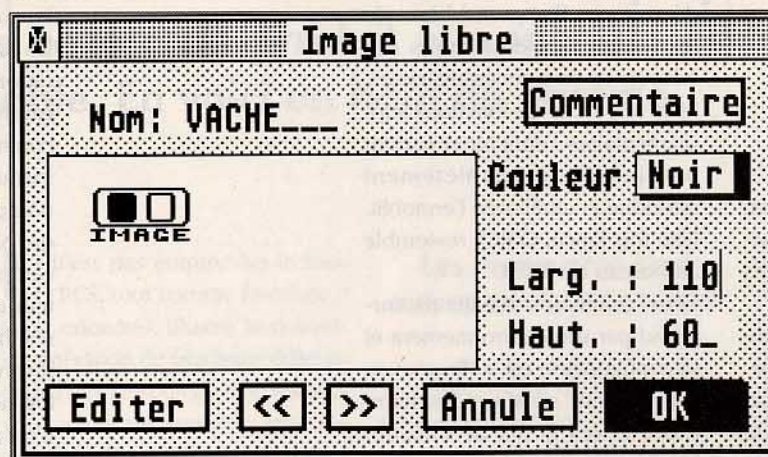 Image libre
Nom: VACHE___
Commentaire
Couleur Noir
IMAGE
Larg. : 110
Haut. : 60_
Editer << >> Annule OK